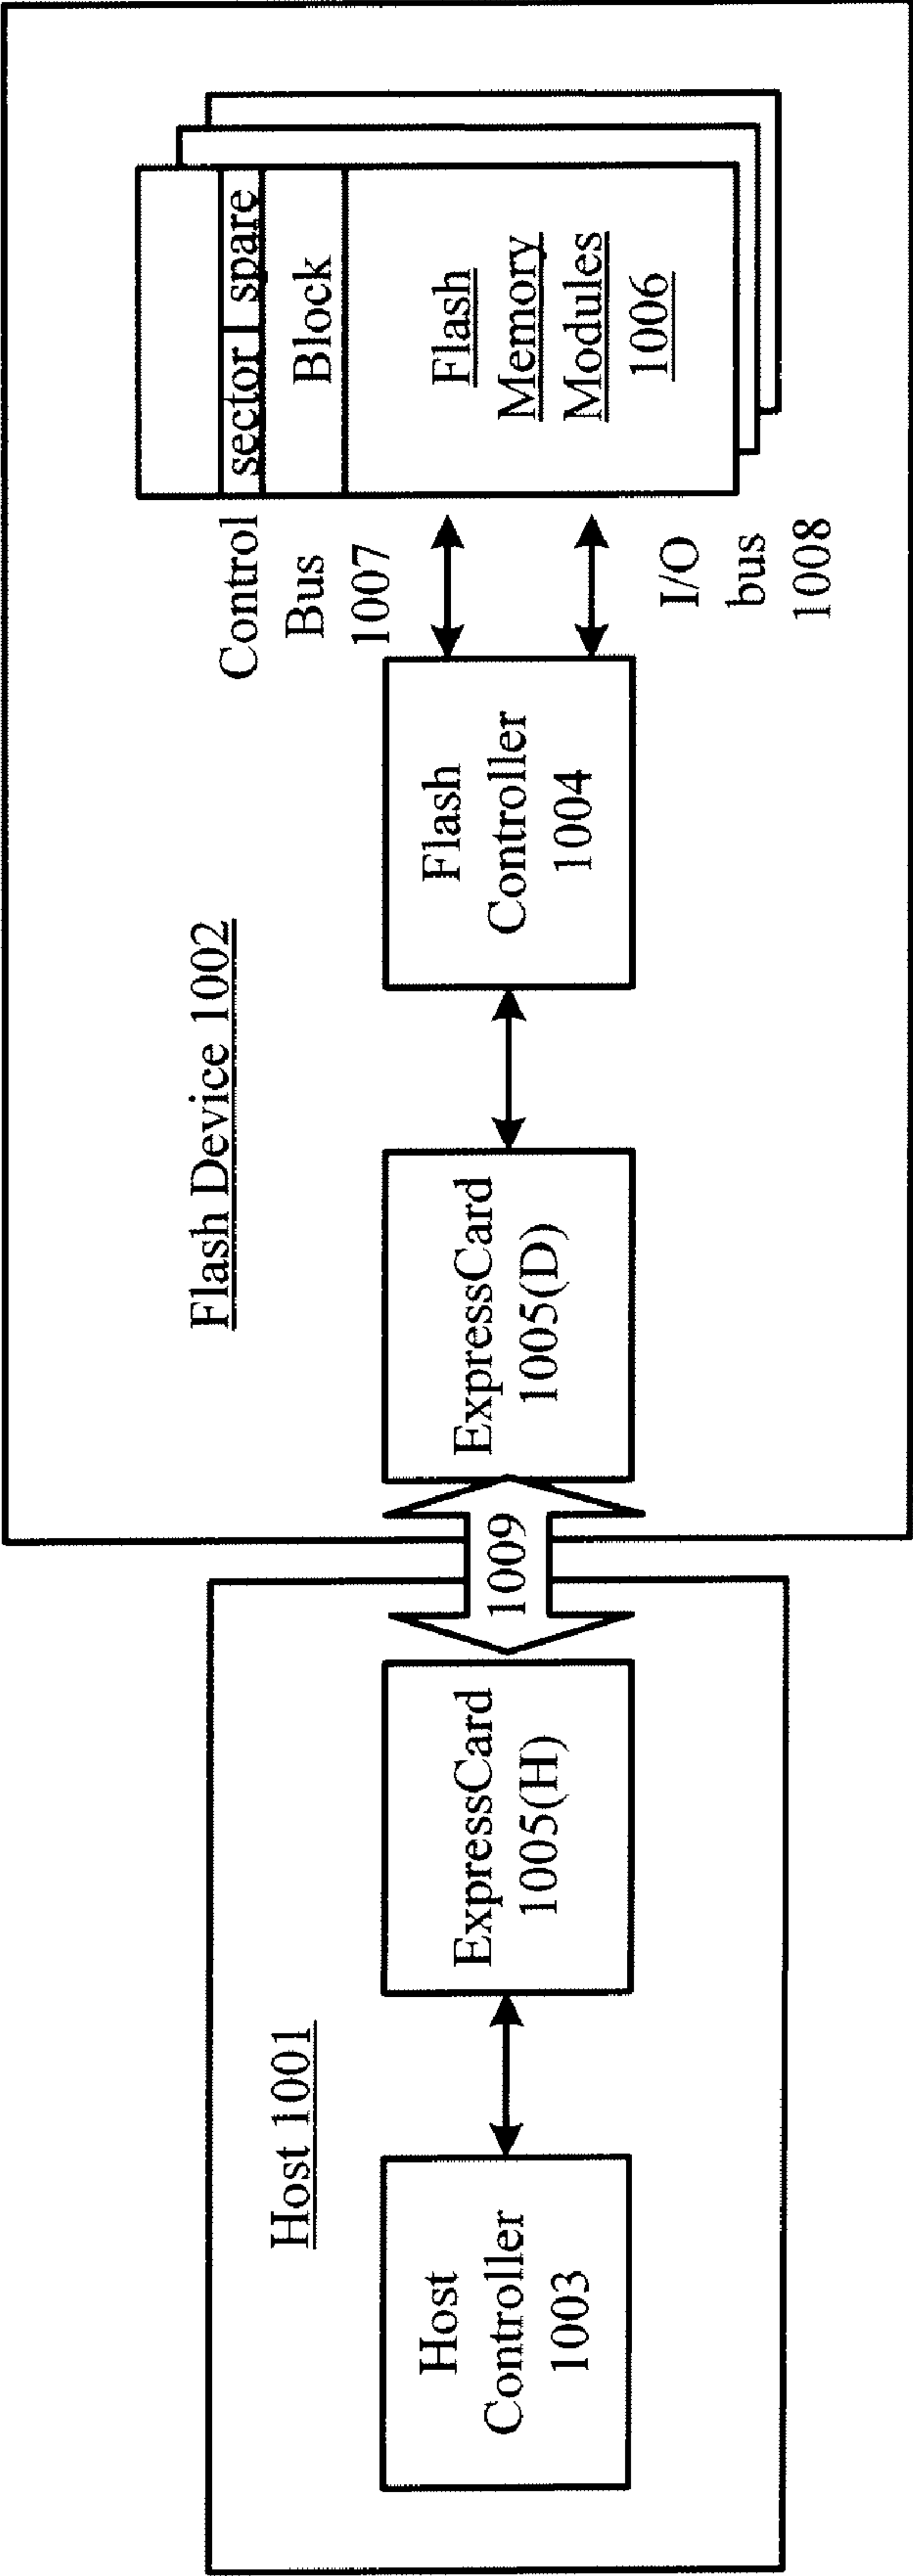 Host 1001
Host
Controller
1003
ExpressCard
1005(H)
1009
Flash Device 1002
ExpressCard
1005(D)
Flash
Controller
1004
Control
Bus
1007
I/O
bus
1008
sector spare
Block
Flash
Memory
Modules
1006